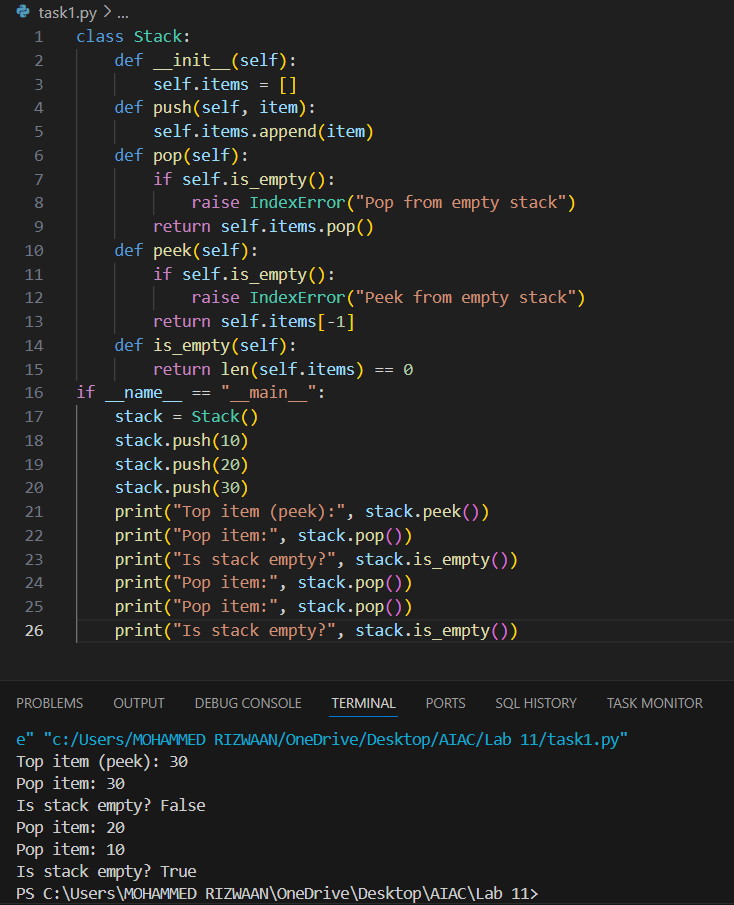 task1.py > ...
1 class Stack:
2     def __init__(self):
3         self.items = []
4     def push(self, item):
5         self.items.append(item)
6     def pop(self):
7         if self.is_empty():
8             raise IndexError("Pop from empty stack")
9         return self.items.pop()
10     def peek(self):
11         if self.is_empty():
12             raise IndexError("Peek from empty stack")
13         return self.items[-1]
14     def is_empty(self):
15         return len(self.items) == 0
16 if __name__ == "__main__":
17     stack = Stack()
18     stack.push(10)
19     stack.push(20)
20     stack.push(30)
21     print("Top item (peek):", stack.peek())
22     print("Pop item:", stack.pop())
23     print("Is stack empty?", stack.is_empty())
24     print("Pop item:", stack.pop())
25     print("Pop item:", stack.pop())
26     print("Is stack empty?", stack.is_empty())
PROBLEMS OUTPUT DEBUG CONSOLE TERMINAL PORTS SQL HISTORY TASK MONITOR
e" "c:/Users/MOHAMMED RIZWAAN/OneDrive/Desktop/AIAC/Lab 11/task1.py"
Top item (peek): 30
Pop item: 30
Is stack empty? False
Pop item: 20
Pop item: 10
Is stack empty? True
PS C:\Users\MOHAMMED RIZWAAN\OneDrive\Desktop\AIAC\Lab 11>